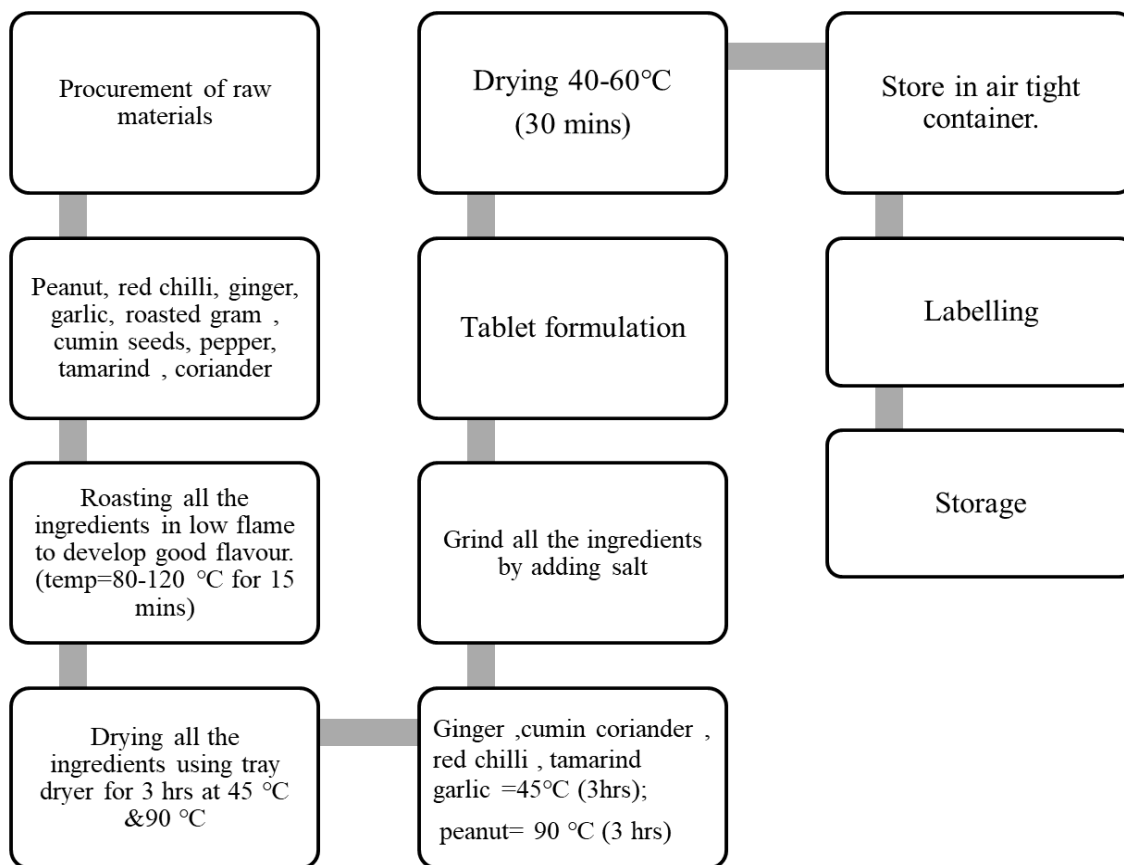 Procurement of raw
materials
Peanut, red chilli, ginger,
garlic, roasted gram ,
cumin seeds, pepper,
tamarind , coriander
Roasting all the
ingredients in low flame
to develop good flavour.
(temp=80-120 °C for 15
mins)
Drying all the
ingredients using tray
dryer for 3 hrs at 45 °C
&90 °C
Ginger ,cumin coriander ,
red chilli , tamarind
garlic =45°C (3hrs);
peanut= 90 °C (3 hrs)
Grind all the ingredients
by adding salt
Tablet formulation
Drying 40-60°C
(30 mins)
Store in air tight
container.
Labelling
Storage